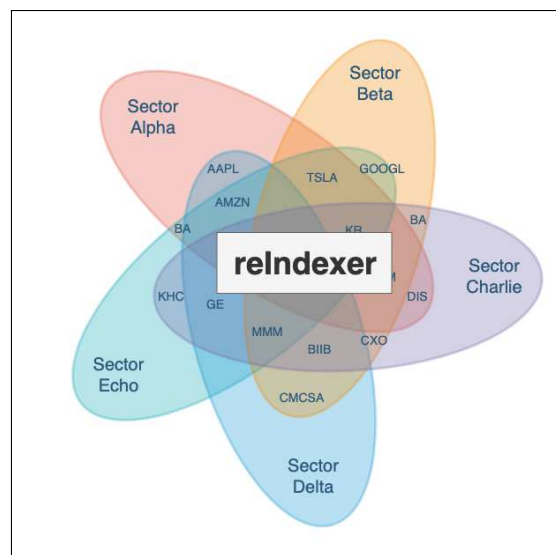 Sector
Beta
Sector
Alpha
AAPL
TSLA
GOOGL
AMZN
BA
BA
KR
reIndexer
Sector
Charlie
KHC
GE
DIS
MMM
BIIB
CXO
Sector
Echo
CMCSA
Sector
Delta